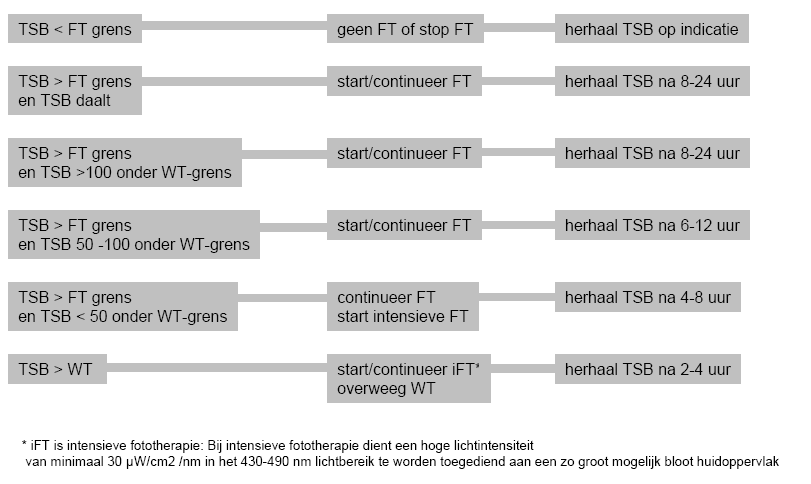 TSB < FT grens
geen FT of stop FT
herhaal TSB op indicatie
TSB > FT grens
en TSB daalt
start/continueer FT
herhaal TSB na 8-24 uur
TSB > FT grens
en TSB >100 onder WT-grens
start/continueer FT
herhaal TSB na 8-24 uur
TSB > FT grens
en TSB 50 -100 onder WT-grens
start/continueer FT
herhaal TSB na 6-12 uur
TSB > FT grens
en TSB < 50 onder WT-grens
continueer FT
start intensieve FT
herhaal TSB na 4-8 uur
TSB > WT
start/continueer iFT*
overweeg WT
herhaal TSB na 2-4 uur
* iFT is intensieve fototherapie: Bij intensieve fototherapie dient een hoge lichtintensiteit
van minimaal 30 µW/cm2 /nm in het 430-490 nm lichtbereik te worden toegediend aan een zo groot mogelijk bloot huidoppervlak